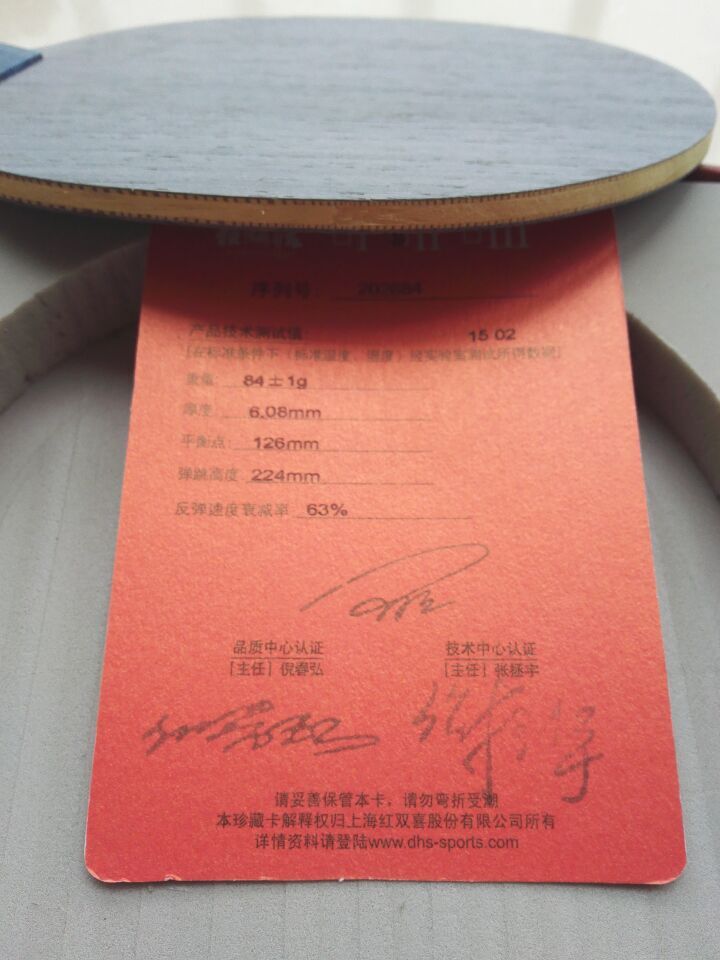 序列号： 202684
产品技术测试值： 15 02
[在标准条件下（标准温度、湿度）经实验室测试所得数据]
重量： 84±1g
厚度： 6.08mm
平衡点： 126mm
弹跳高度 224mm
反弹速度衰减率 63%
品质中心认证 技术中心认证
[主任] 倪春弘 [主任] 张拯宇
请妥善保管本卡，请勿弯折受潮
本珍藏卡解释权归上海红双喜股份有限公司所有
详情资料请登陆www.dhs-sports.com